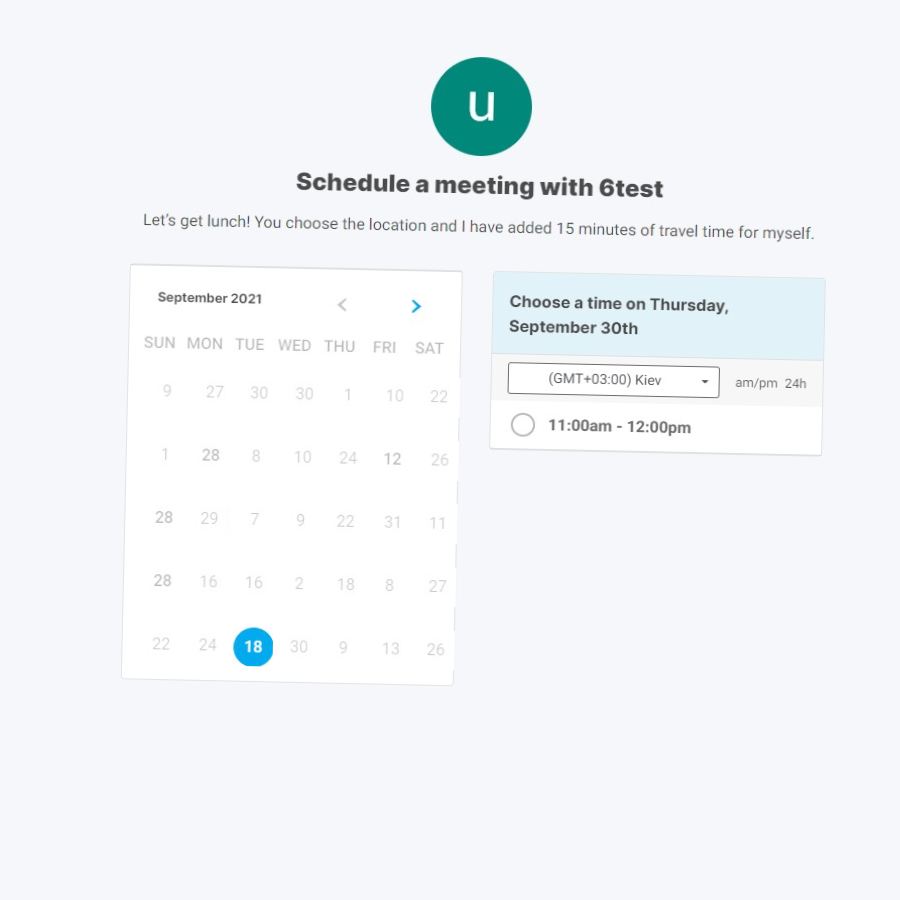 u
Schedule a meeting with 6test
Let's get lunch! You choose the location and I have added 15 minutes of travel time for myself.
September 2021
SUN MON TUE WED THU FRI SAT
9 27 30 30 1 10 22
1 28 8 10 24 12 26
28 29 7 9 22 31 11
28 16 16 2 18 8 27
22 24 18 30 9 13 26
Choose a time on Thursday,
September 30th
(GMT+03:00) Kiev am/pm 24h
11:00am - 12:00pm